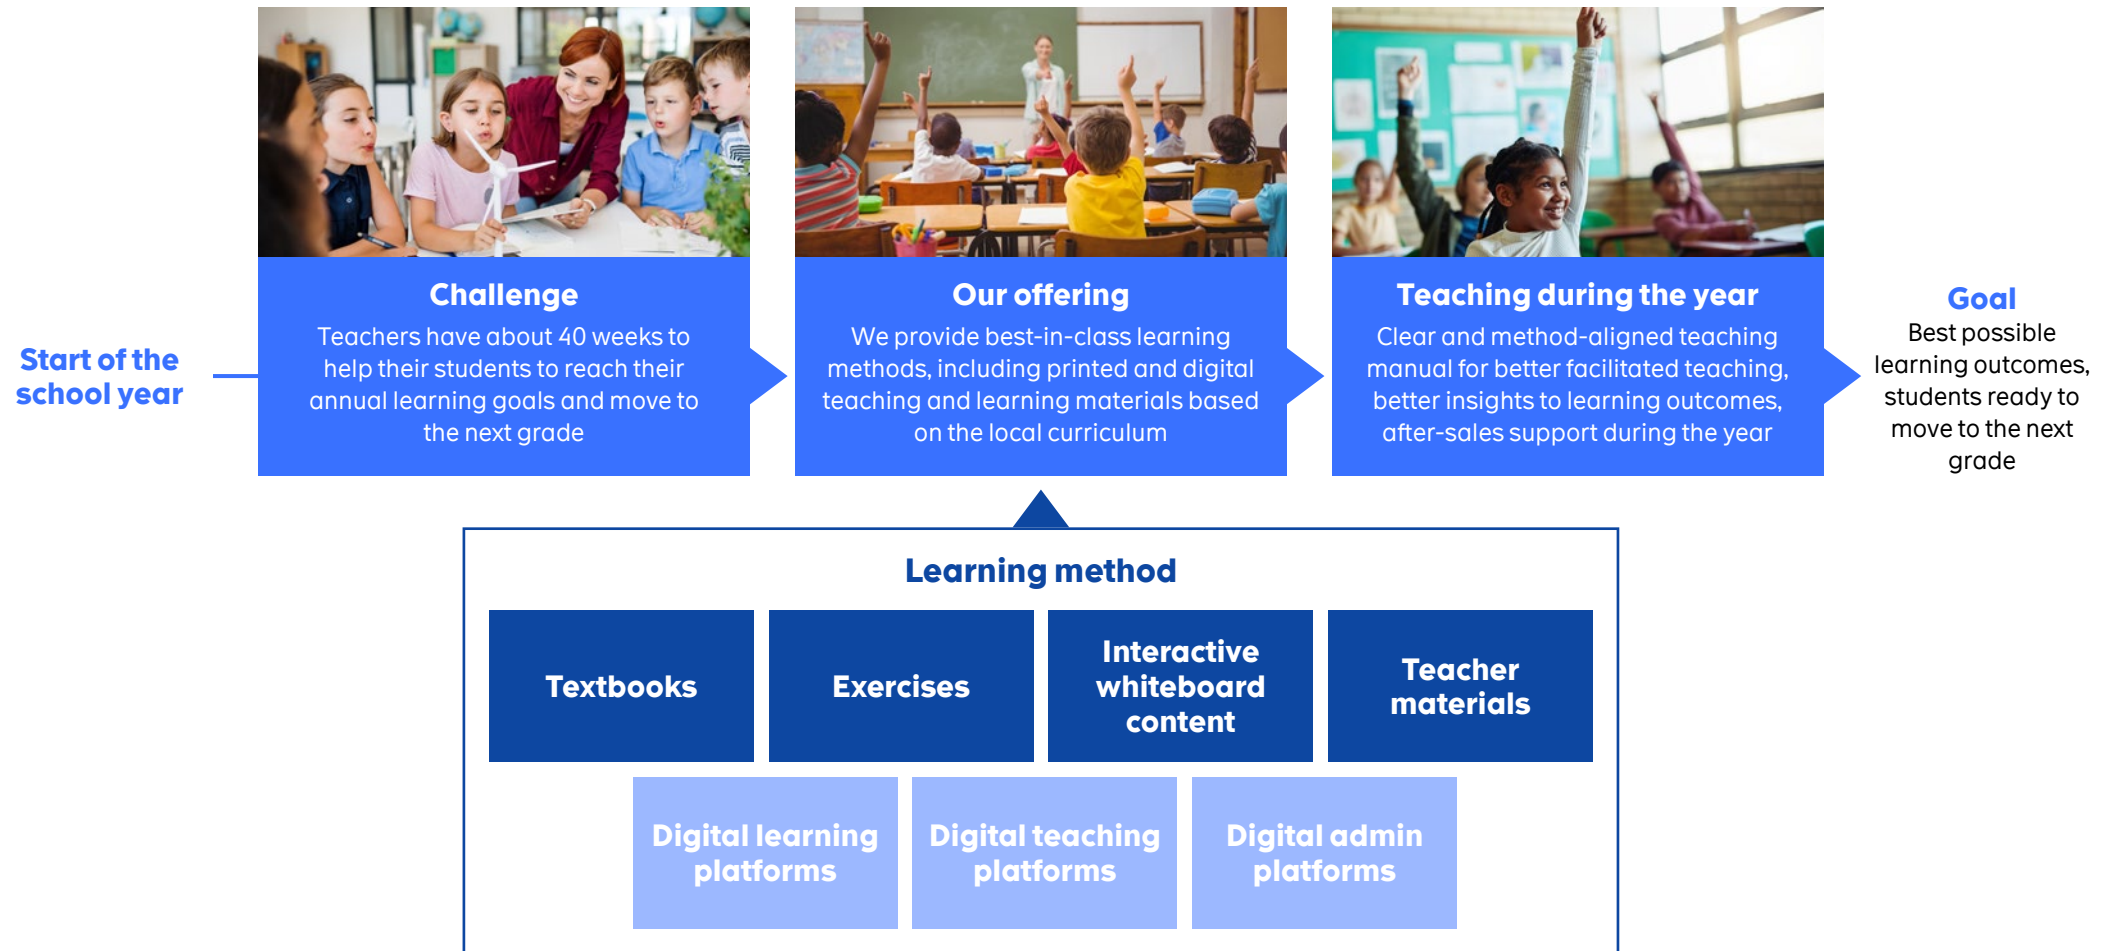 Start of the
school year
Challenge
Teachers have about 40 weeks to
help their students to reach their
annual learning goals and move to
the next grade
Our offering
We provide best-in-class learning
methods, including printed and digital
teaching and learning materials based
on the local curriculum
Teaching during the year
Clear and method-aligned teaching
manual for better facilitated teaching,
better insights to learning outcomes,
after-sales support during the year
Goal
Best possible
learning outcomes,
students ready to
move to the next
grade
Learning method
Textbooks
Exercises
Interactive
whiteboard
content
Teacher
materials
Digital learning
platforms
Digital teaching
platforms
Digital admin
platforms